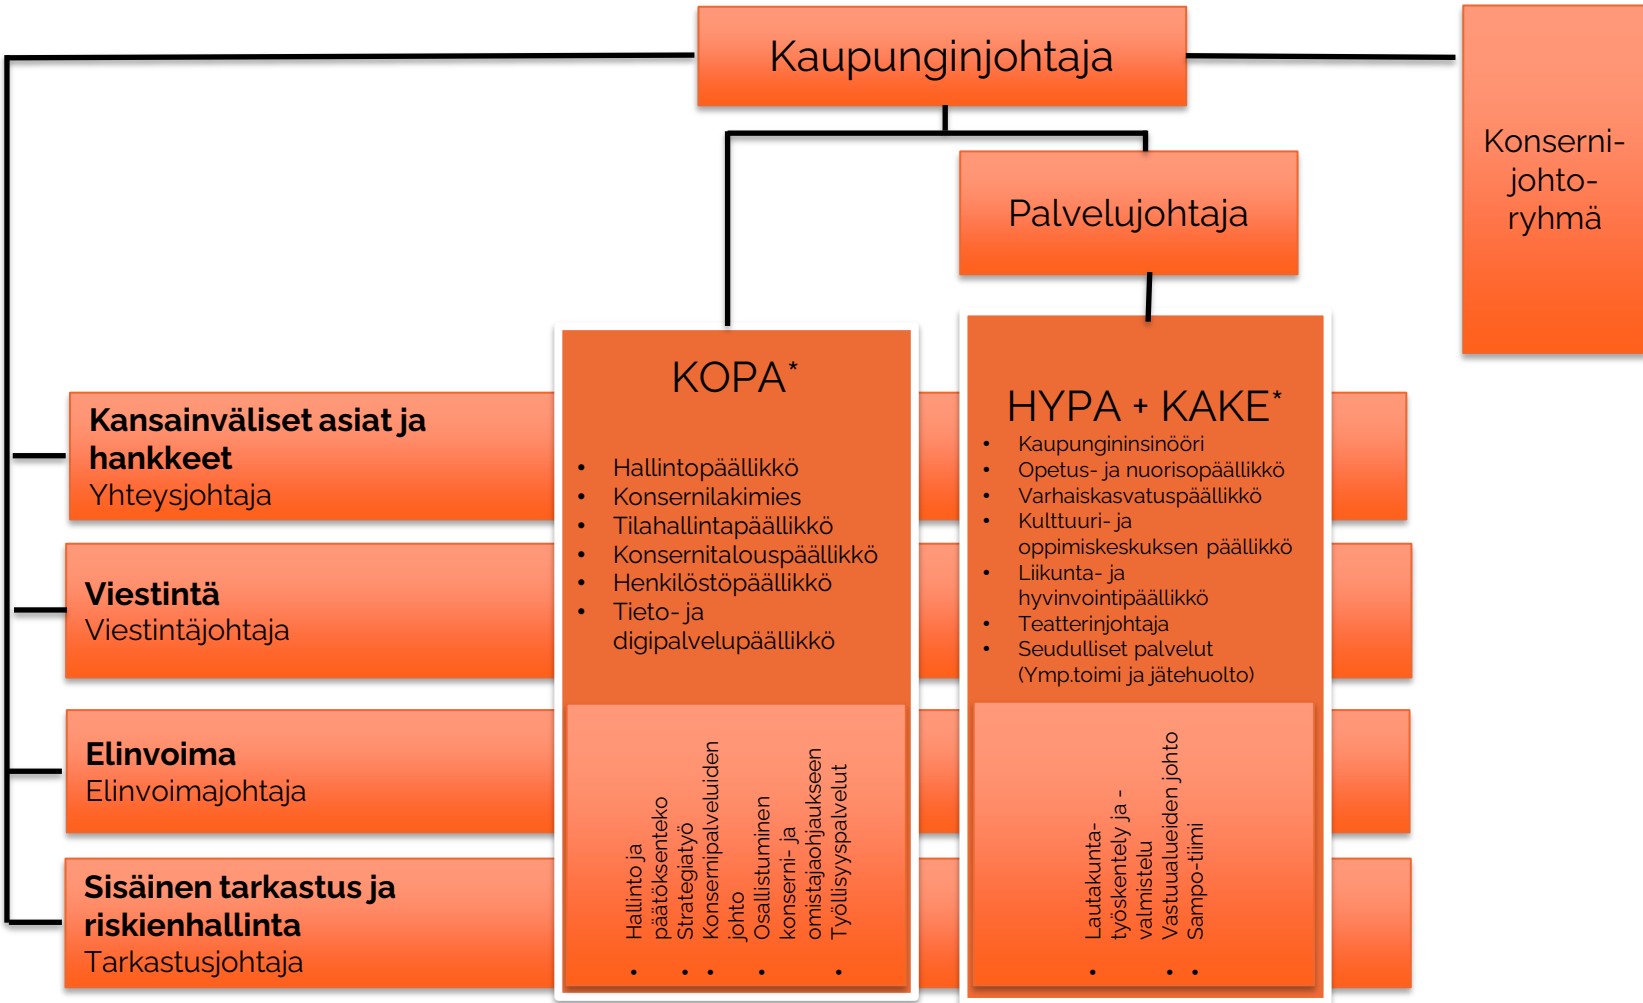 Kaupunginjohtaja
Konserni-
johto-
ryhmä
Palvelujohtaja
Kansainväliset asiat ja
hankkeet
Yhteysjohtaja
Viestintä
Viestintäjohtaja
Elinvoima
Elinvoimajohtaja
Sisäinen tarkastus ja
riskienhallinta
Tarkastusjohtaja
KOPA*
• Hallintopäällikkö
• Konsernilakimies
• Tilahallintapäällikkö
• Konsernitalouspäällikkö
• Henkilöstöpäällikkö
• Tieto- ja
digipalvelupäällikkö
• Hallinto ja
päätöksenteko
• Strategiatyö
• Konsernipalveluiden
johto
• Osallistuminen
konserni- ja
omistajaohjaukseen
• Työllisyyspalvelut
HYPA + KAKE*
• Kaupungininsinööri
• Opetus- ja nuorisopäällikkö
• Varhaiskasvatuspäällikkö
• Kulttuuri- ja
oppimiskeskuksen päällikkö
• Liikunta- ja
hyvinvointipäällikkö
• Teatterinjohtaja
• Seudulliset palvelut
(Ymp.toimi ja jätehuolto)
• Lautakunta-
työskentely ja -
valmistelu
• Vastuualueiden johto
• Sampo-tiimi